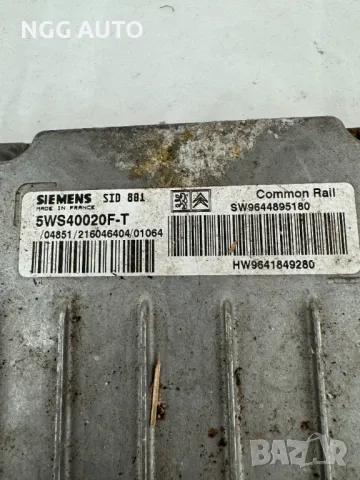 NGG AUTO
SIEMENS SID 801
MADE IN FRANCE
5WS40020F-T
/04851/216046404/01064
Common Rail
SW9644895180
HW9641849280
BAZAR